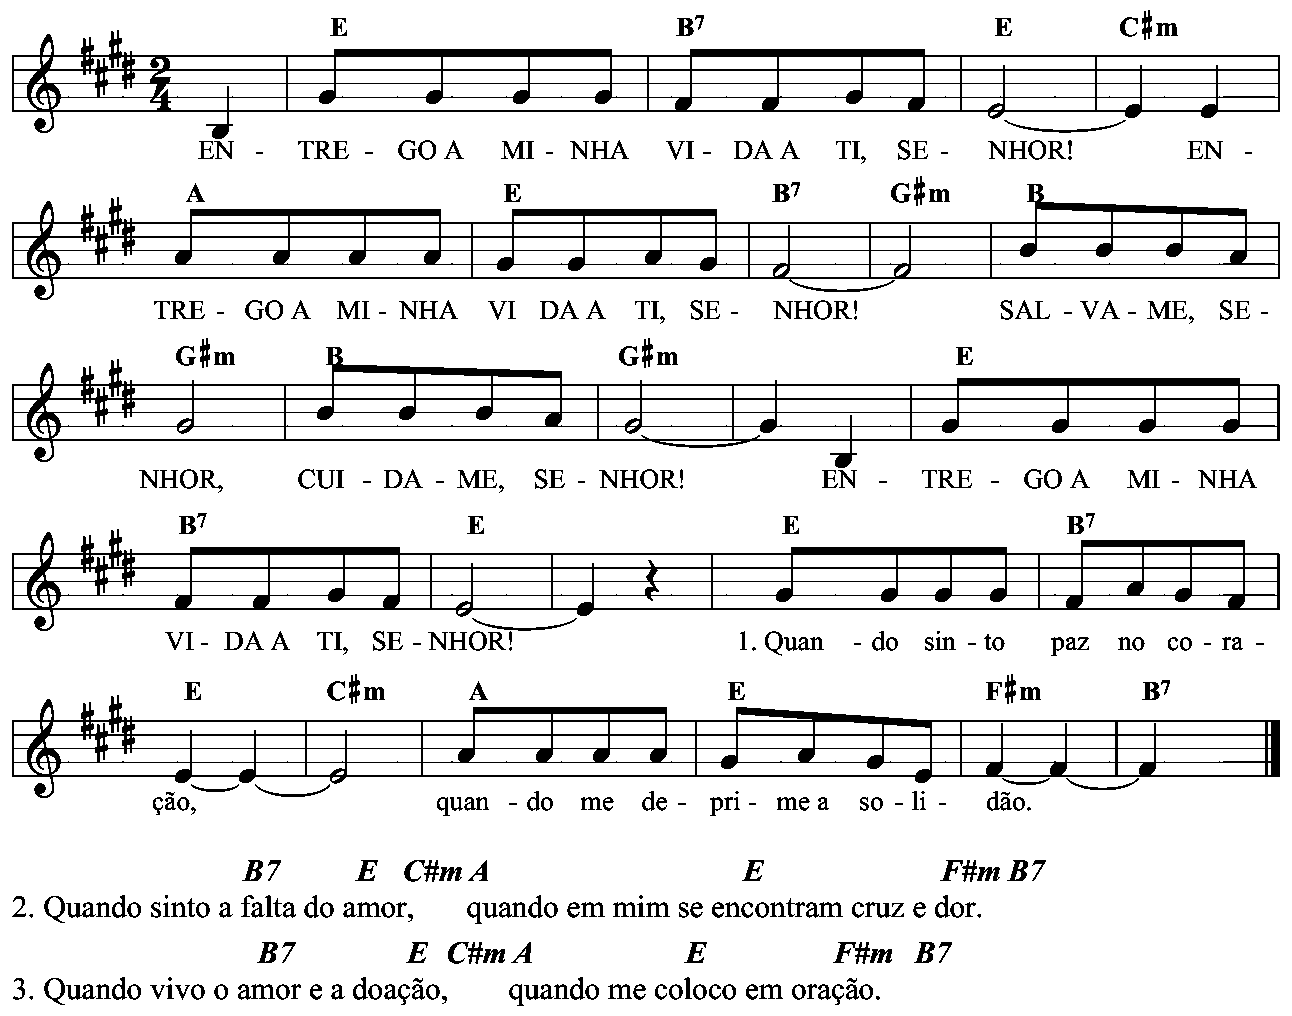 E B7 E C#m
2/4
EN - TRE - GO A MI - NHA VI - DA A TI, SE - NHOR! EN -
A E B7 G#m B
TRE - GO A MI - NHA VI DA A TI, SE - NHOR! SAL - VA - ME, SE -
G#m B G#m E
NHOR, CUI - DA - ME, SE - NHOR! EN - TRE - GO A MI - NHA
B7 E E B7
VI - DA A TI, SE - NHOR! 1. Quan - do sin - to paz no co - ra -
E C#m A E F#m B7
ção, quan - do me de - pri - me a so - li - dão.
B7 E C#m A E F#m B7
2. Quando sinto a falta do amor, quando em mim se encontram cruz e dor.
B7 E C#m A E F#m B7
3. Quando vivo o amor e a doação, quando me coloco em oração.